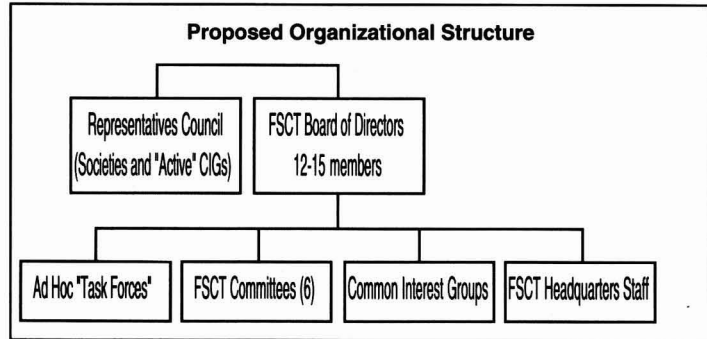 Proposed Organizational Structure
Representatives Council
(Societies and "Active" CIGs)
FSCT Board of Directors
12-15 members
Ad Hoc "Task Forces"
FSCT Committees (6)
Common Interest Groups
FSCT Headquarters Staff